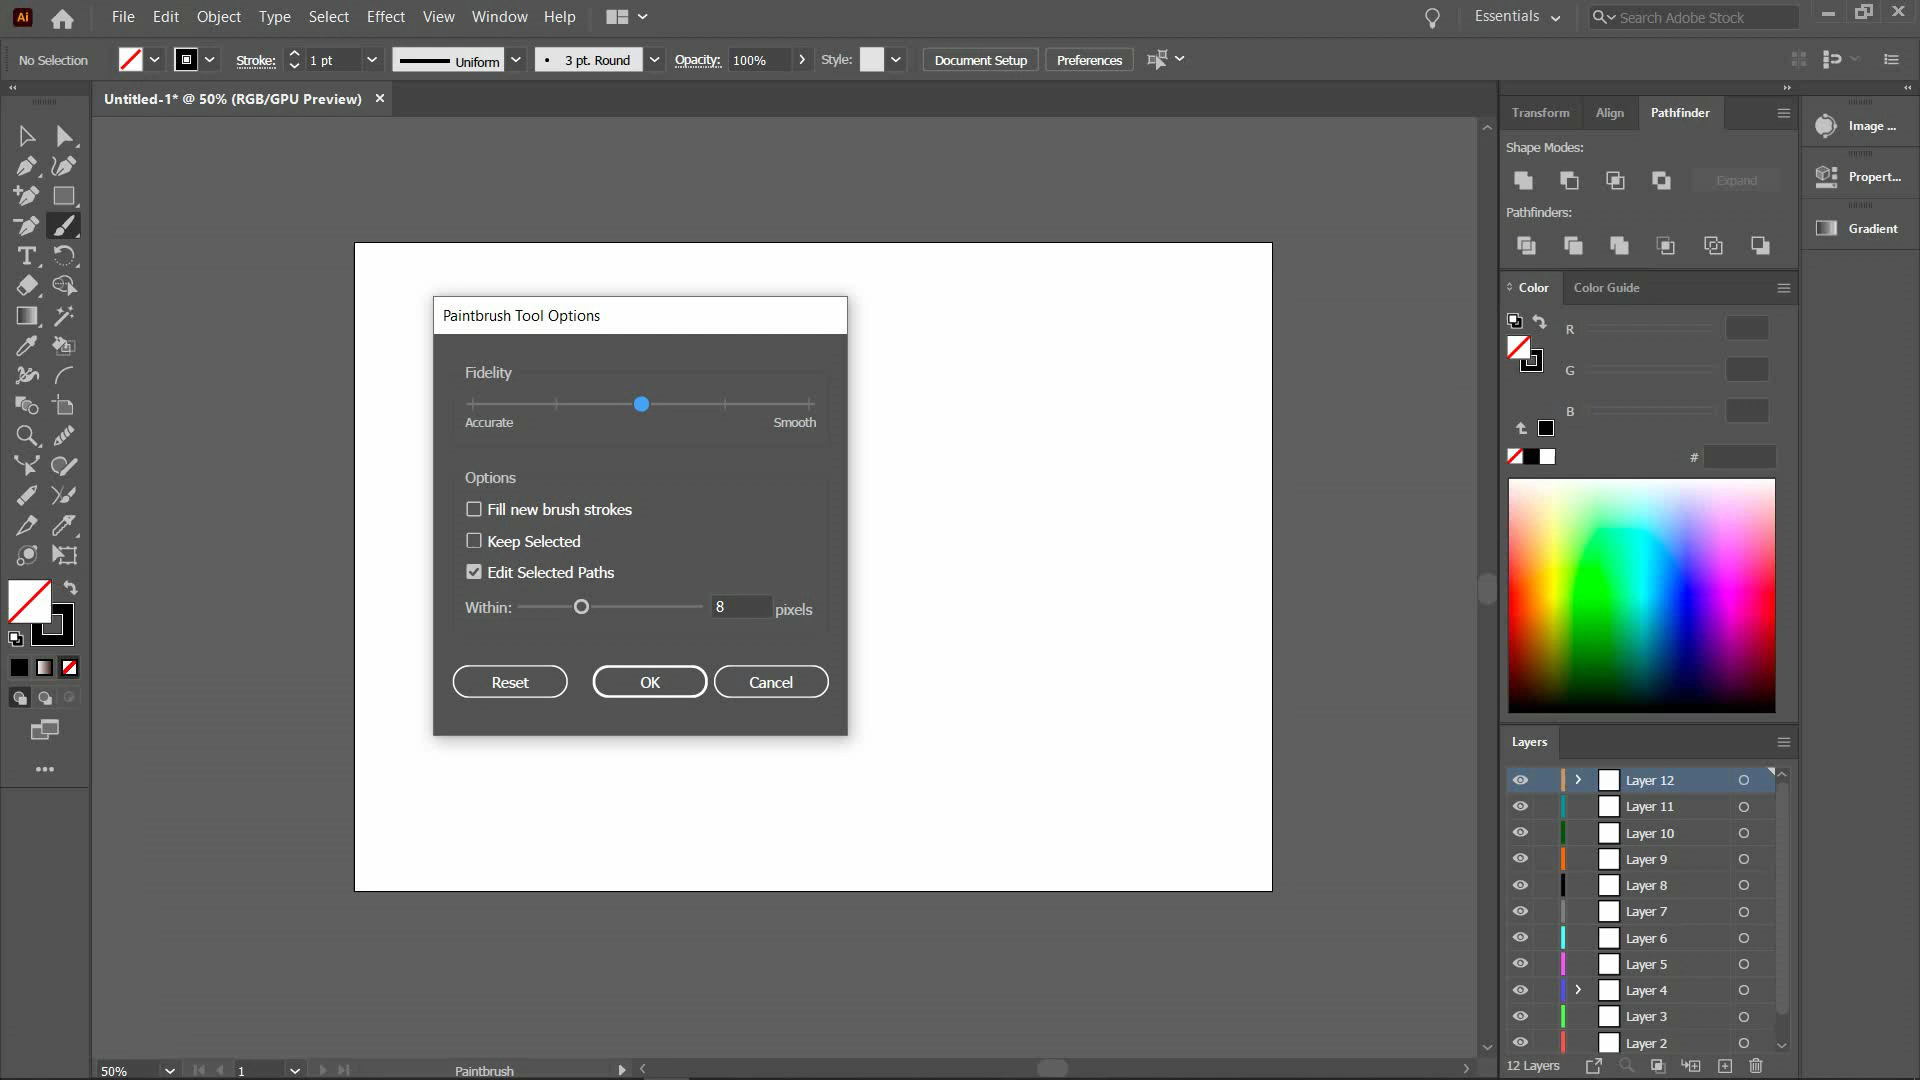 Ai File Edit Object Type Select Effect View Window Help Essentials Search Adobe Stock
No Selection Stroke: 1 pt Uniform 3 pt. Round Opacity: 100% Style: Document Setup Preferences
Untitled-1* @ 50% (RGB/GPU Preview)
Transform Align Pathfinder
Shape Modes:
Expand
Pathfinders:
Image ...
Propert...
Gradient
Paintbrush Tool Options
Fidelity
Accurate Smooth
Options
Fill new brush strokes
Keep Selected
Edit Selected Paths
Within: 8 pixels
Reset OK Cancel
Color Color Guide
R
G
B
#
Layers
Layer 12
Layer 11
Layer 10
Layer 9
Layer 8
Layer 7
Layer 6
Layer 5
Layer 4
Layer 3
Layer 2
12 Layers
50% 1 Paintbrush